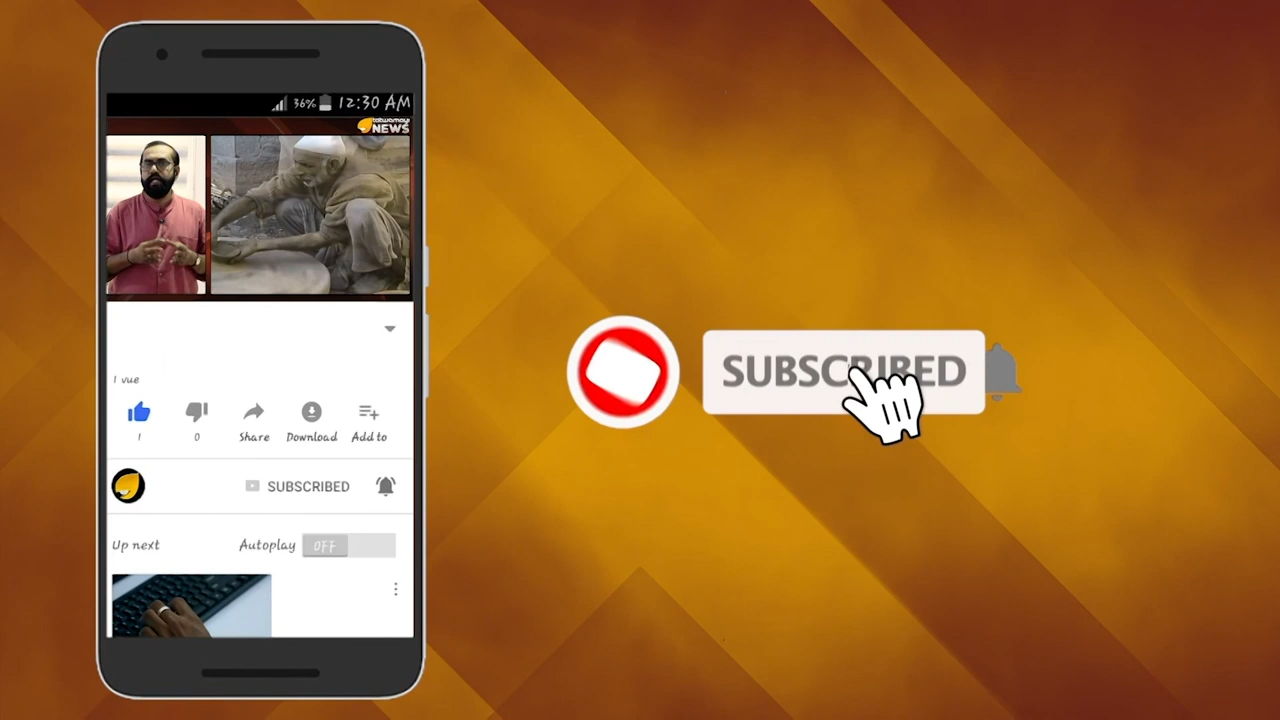 36% 12:30 AM
tatwamayi
NEWS
1 vue
1
0
Share
Download
Add to
SUBSCRIBED
Up next
Autoplay
OFF
SUBSCRIBED